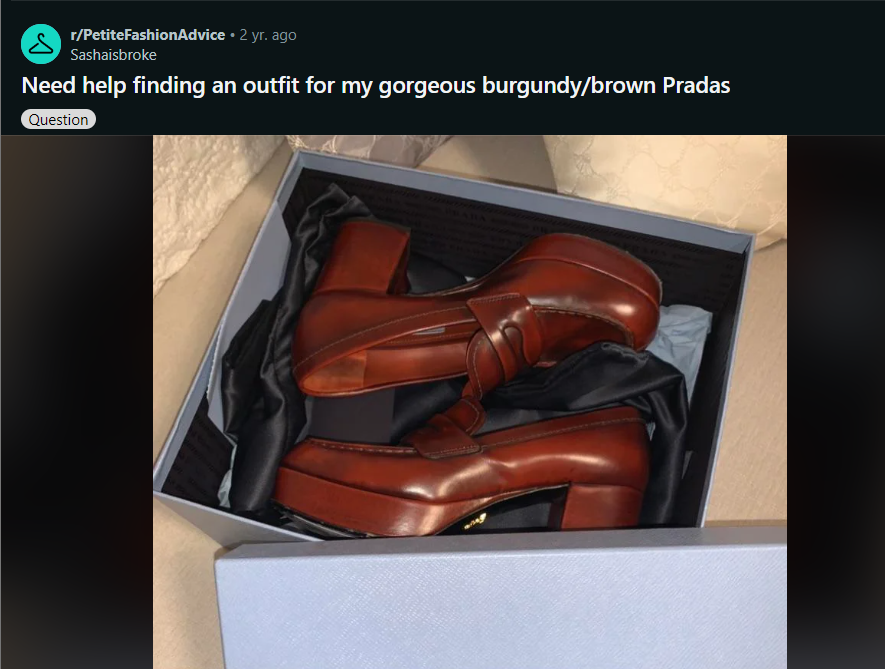 r/PetiteFashionAdvice • 2 yr. ago
Sashaisbroke
Need help finding an outfit for my gorgeous burgundy/brown Pradas
Question